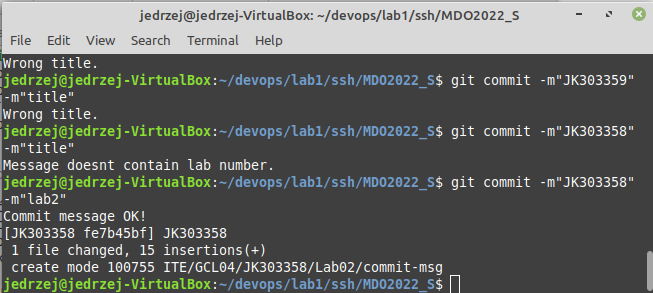 jedrzej@jedrzej-VirtualBox: ~/devops/lab1/ssh/MDO2022_S
File Edit View Search Terminal Help
Wrong title.
jedrzej@jedrzej-VirtualBox:~/devops/lab1/ssh/MDO2022_S$ git commit -m"JK303359"
-m"title"
Wrong title.
jedrzej@jedrzej-VirtualBox:~/devops/lab1/ssh/MDO2022_S$ git commit -m"JK303358"
-m"title"
Message doesnt contain lab number.
jedrzej@jedrzej-VirtualBox:~/devops/lab1/ssh/MDO2022_S$ git commit -m"JK303358"
-m"lab2"
Commit message OK!
[JK303358 fe7b45bf] JK303358
1 file changed, 15 insertions(+)
create mode 100755 ITE/GCL04/JK303358/Lab02/commit-msg
jedrzej@jedrzej-VirtualBox:~/devops/lab1/ssh/MDO2022_S$